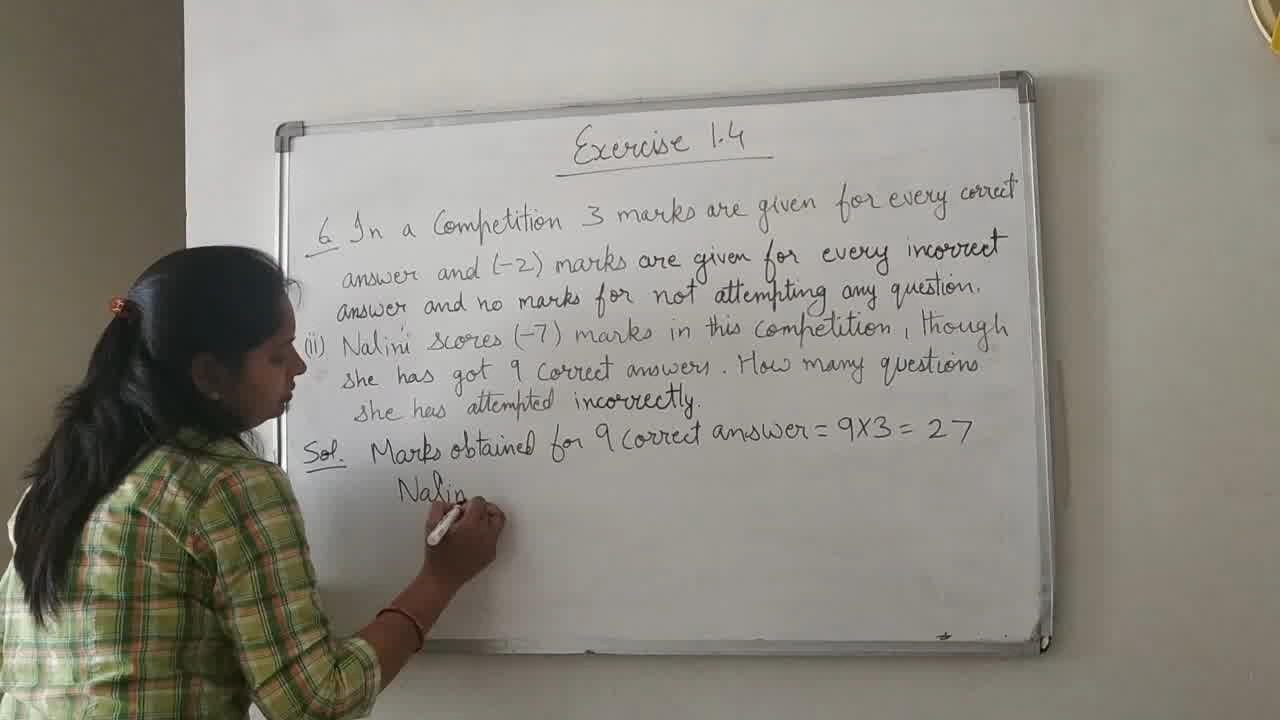 Exercise 1.4
6. In a Competition 3 marks are given for every correct
answer and (-2) marks are given for every incorrect
answer and no marks for not attempting any question.
(ii) Nalini scores (-7) marks in this competition, though
she has got 9 correct answers. How many questions
she has attempted incorrectly.
Sol. Marks obtained for 9 correct answer = 9×3 = 27
Nalin